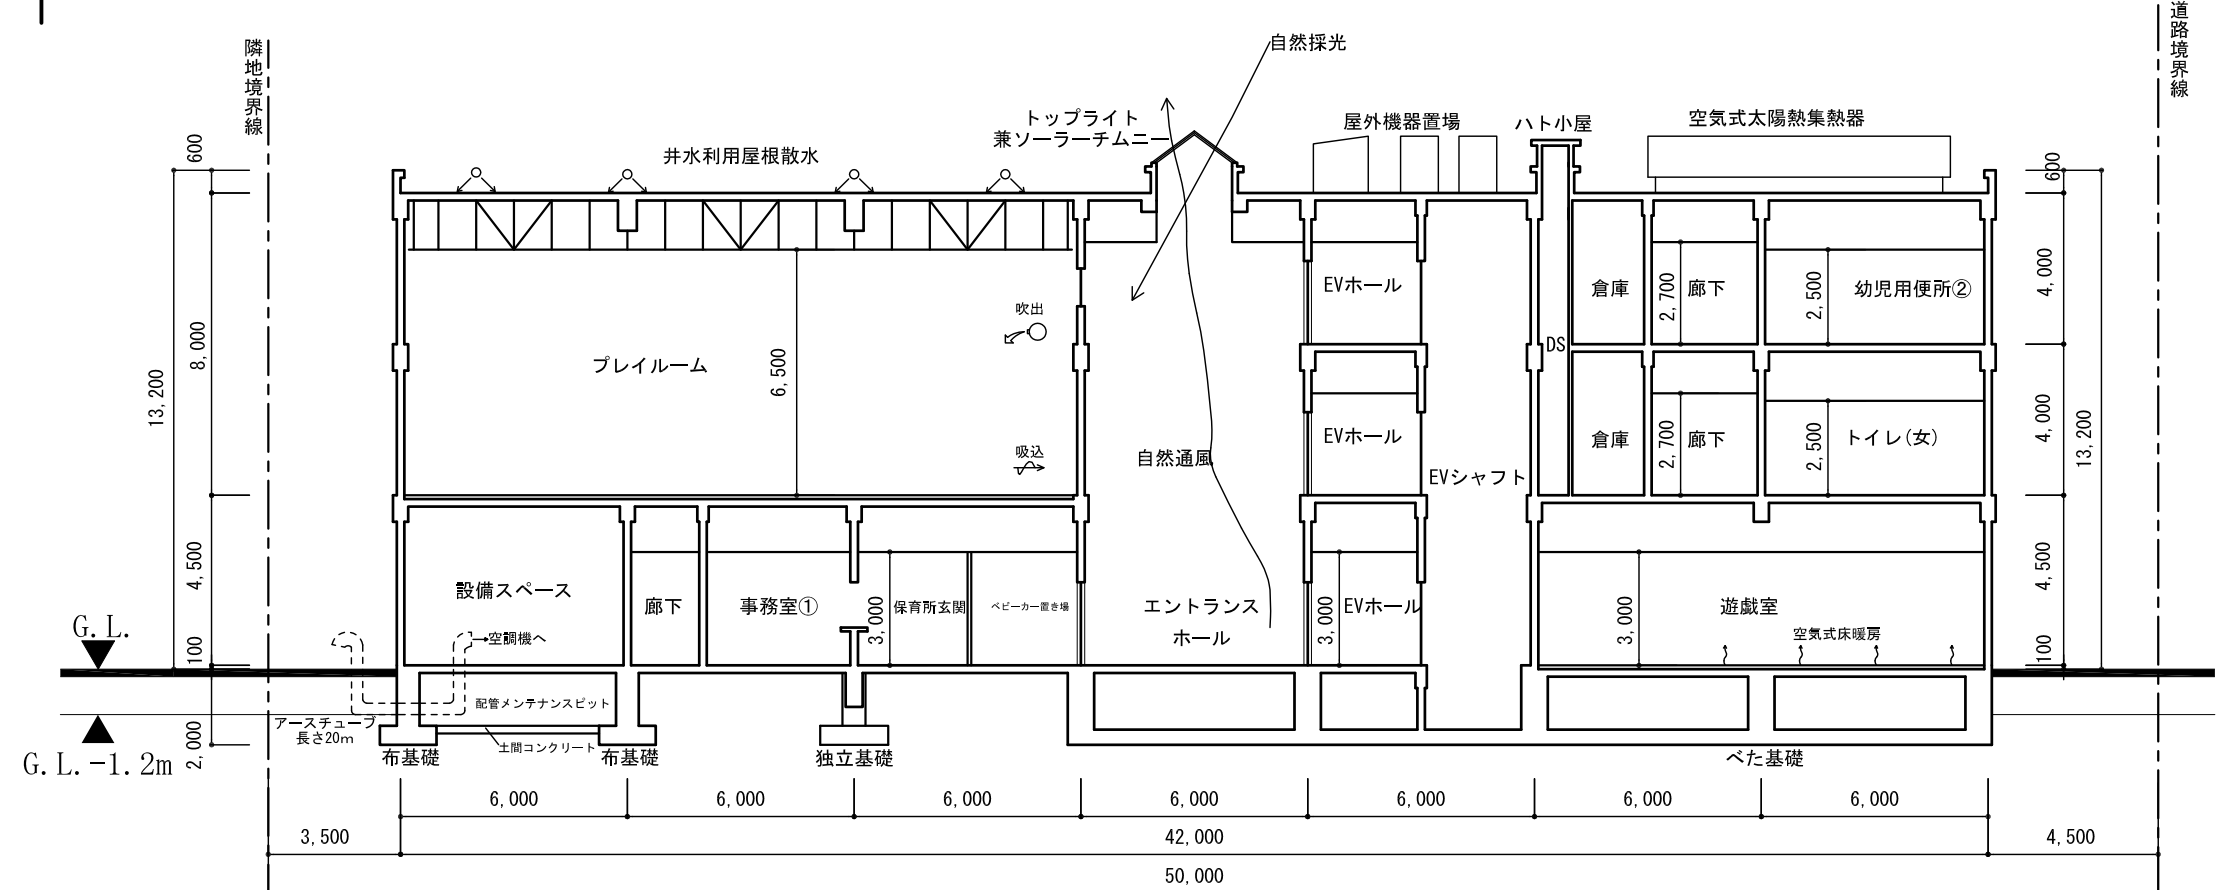 隣地境界線
道路境界線
自然採光
トップライト
兼ソーラーチムニー
屋外機器置場
ハト小屋
空気式太陽熱集熱器
井水利用屋根散水
600
600
13,200
8,000
4,500
100
2,000
4,000
4,000
4,500
100
13,200
EVホール
倉庫
2,700
廊下
2,500
幼児用便所②
吹出
プレイルーム
6,500
DS
EVホール
倉庫
2,700
廊下
2,500
トイレ(女)
吸込
自然通風
EVシャフト
設備スペース
廊下
事務室①
3,000
保育所玄関
ベビーカー置き場
エントランス
ホール
3,000
EVホール
3,000
遊戯室
空気式床暖房
G.L.
空調機へ
配管メンテナンスピット
アースチューブ
長さ20m
土間コンクリート
G.L.-1.2m
布基礎
布基礎
独立基礎
べた基礎
6,000
6,000
6,000
6,000
6,000
6,000
6,000
3,500
42,000
4,500
50,000